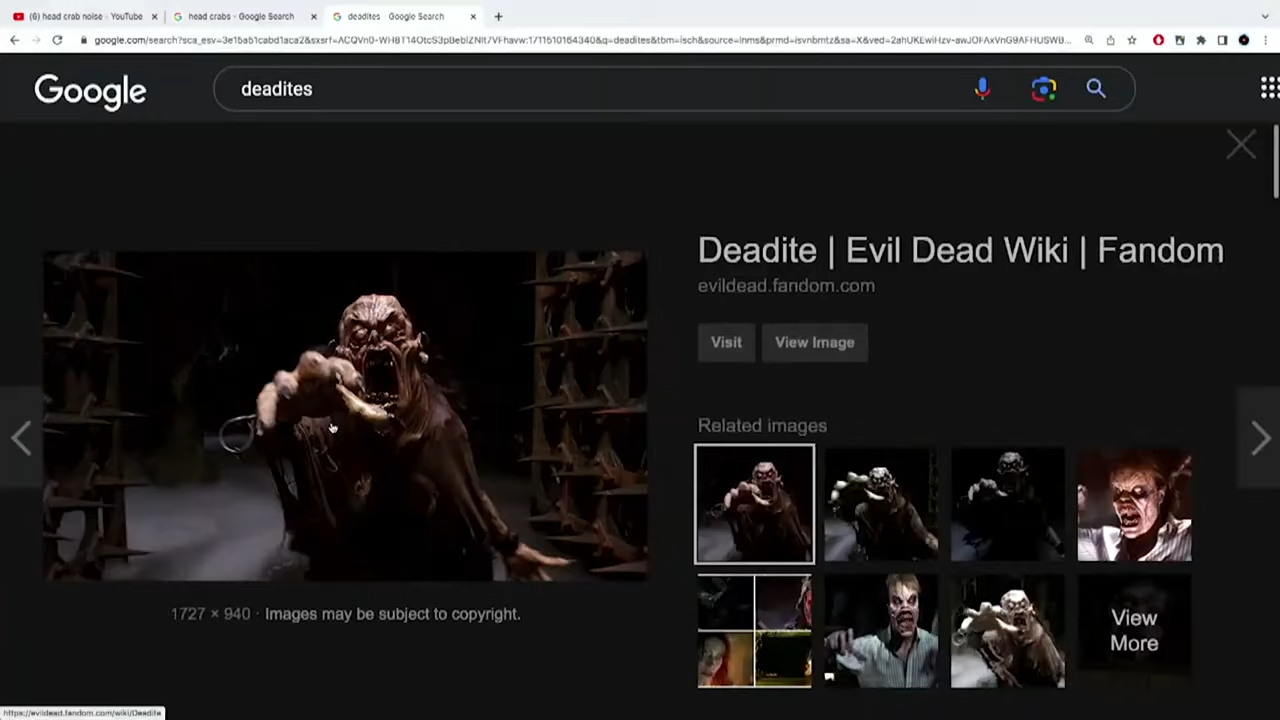 (6) head crab noise - YouTube
head crabs - Google Search
deadites - Google Search
Google
deadites
Deadite | Evil Dead Wiki | Fandom
evildead.fandom.com
Visit
View Image
Related images
View
More
1727 × 940 · Images may be subject to copyright.
https://evildead.fandom.com/wiki/Deadite